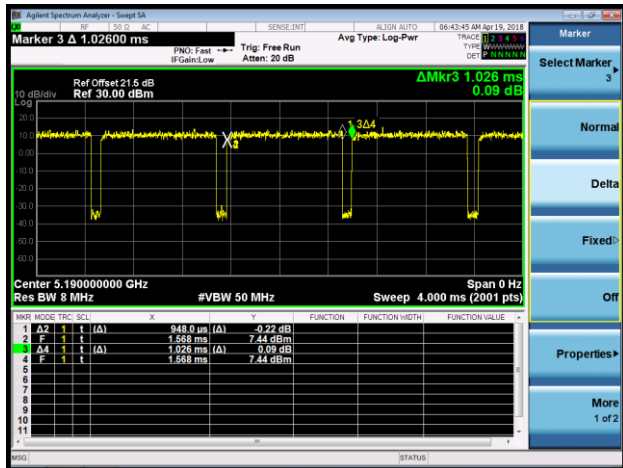 Agilent Spectrum Analyzer - Swept SA
RF 50 Ω AC SENSE:INT ALIGN AUTO 06:43:45 AM Apr 19, 2018
Marker 3 Δ 1.02600 ms Avg Type: Log-Pwr TRACE 1 2 3 4 5 6
PNO: Fast Trig: Free Run TYPE WWWWWW
IFGain:Low Atten: 20 dB DET P N N N N N
ΔMkr3 1.026 ms
0.09 dB
Ref Offset 21.5 dB
10 dB/div Ref 30.00 dBm
Log
20.0
10.0
0.00
-10.0
-20.0
-30.0
-40.0
-50.0
-60.0
1 3Δ4
2
Center 5.190000000 GHz Span 0 Hz
Res BW 8 MHz #VBW 50 MHz Sweep 4.000 ms (2001 pts)
MKR MODE TRC SCL X Y FUNCTION FUNCTION WIDTH FUNCTION VALUE
1 Δ2 1 t (Δ) 948.0 µs (Δ) -0.22 dB
2 F 1 t 1.568 ms 7.44 dBm
3 Δ4 1 t (Δ) 1.026 ms (Δ) 0.09 dB
4 F 1 t 1.568 ms 7.44 dBm
5
6
7
8
9
10
11
MSG STATUS
Marker
Select Marker
3
Normal
Delta
Fixed
Off
Properties
More
1 of 2